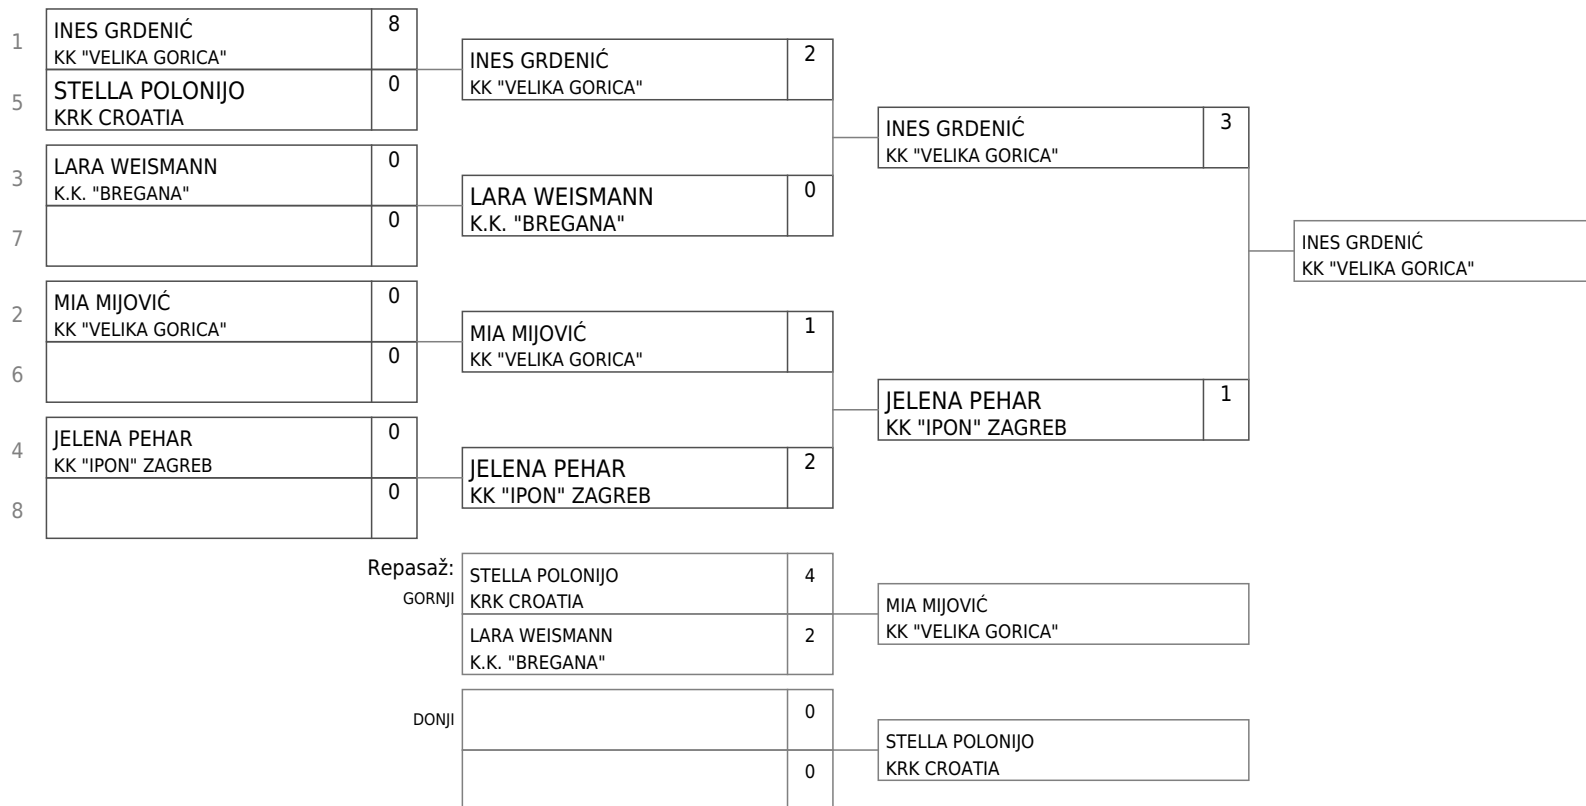 1
INES GRDENIĆ
KK "VELIKA GORICA"
8
5
STELLA POLONIJO
KRK CROATIA
0
3
LARA WEISMANN
K.K. "BREGANA"
0
7
0
2
MIA MIJOVIĆ
KK "VELIKA GORICA"
0
6
0
4
JELENA PEHAR
KK "IPON" ZAGREB
0
8
0
INES GRDENIĆ
KK "VELIKA GORICA"
2
LARA WEISMANN
K.K. "BREGANA"
0
MIA MIJOVIĆ
KK "VELIKA GORICA"
1
JELENA PEHAR
KK "IPON" ZAGREB
2
INES GRDENIĆ
KK "VELIKA GORICA"
3
JELENA PEHAR
KK "IPON" ZAGREB
1
INES GRDENIĆ
KK "VELIKA GORICA"
Repasaž:
GORNJI
STELLA POLONIJO
KRK CROATIA
4
LARA WEISMANN
K.K. "BREGANA"
2
MIA MIJOVIĆ
KK "VELIKA GORICA"
DONJI
0
0
STELLA POLONIJO
KRK CROATIA